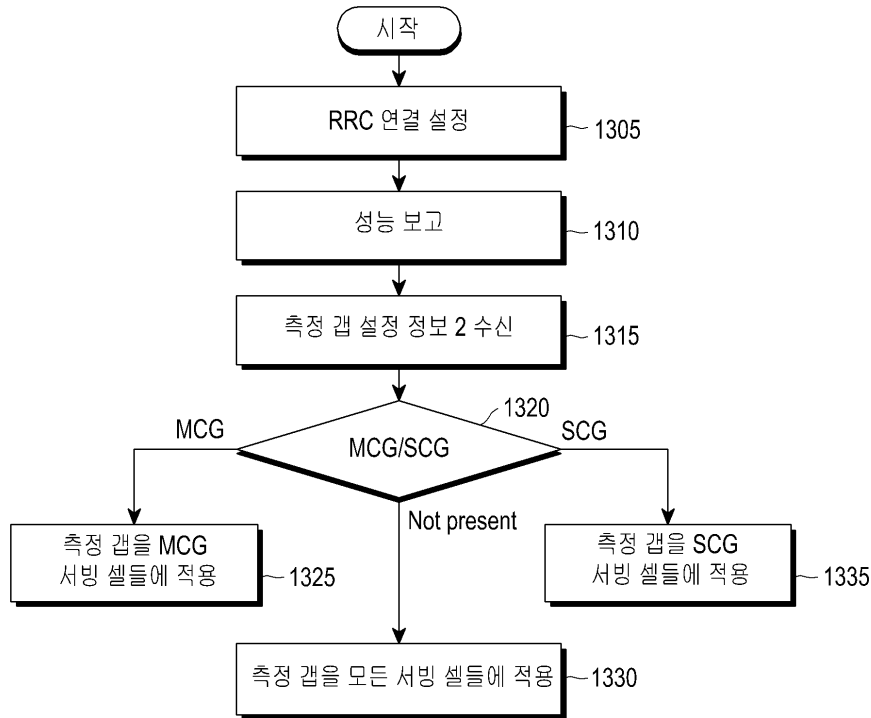 시작
RRC 연결 설정
1305
성능 보고
1310
측정 갭 설정 정보 2 수신
1315
1320
MCG
MCG/SCG
SCG
Not present
측정 갭을 MCG
서빙 셀들에 적용
1325
측정 갭을 SCG
서빙 셀들에 적용
1335
측정 갭을 모든 서빙 셀들에 적용
1330